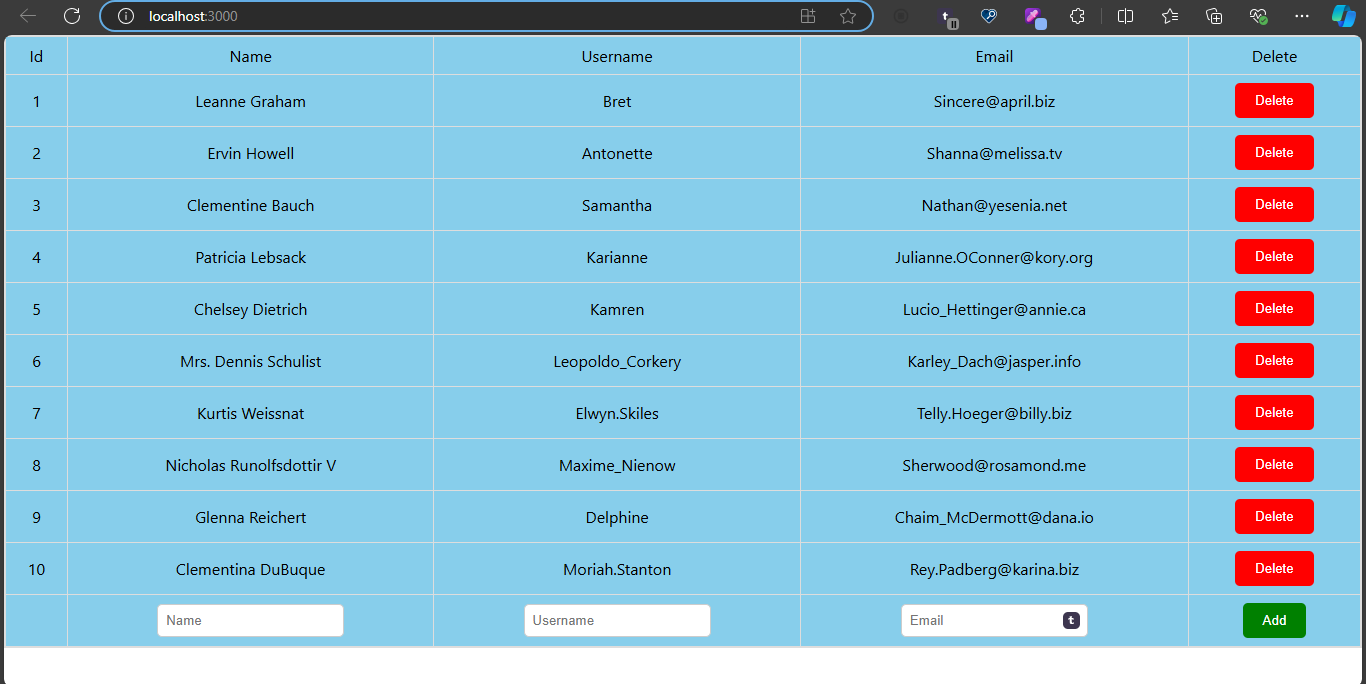 localhost:3000
t
Id Name Username Email Delete
1 Leanne Graham Bret Sincere@april.biz Delete
2 Ervin Howell Antonette Shanna@melissa.tv Delete
3 Clementine Bauch Samantha Nathan@yesenia.net Delete
4 Patricia Lebsack Karianne Julianne.OConner@kory.org Delete
5 Chelsey Dietrich Kamren Lucio_Hettinger@annie.ca Delete
6 Mrs. Dennis Schulist Leopoldo_Corkery Karley_Dach@jasper.info Delete
7 Kurtis Weissnat Elwyn.Skiles Telly.Hoeger@billy.biz Delete
8 Nicholas Runolfsdottir V Maxime_Nienow Sherwood@rosamond.me Delete
9 Glenna Reichert Delphine Chaim_McDermott@dana.io Delete
10 Clementina DuBuque Moriah.Stanton Rey.Padberg@karina.biz Delete
Name Username Email t Add